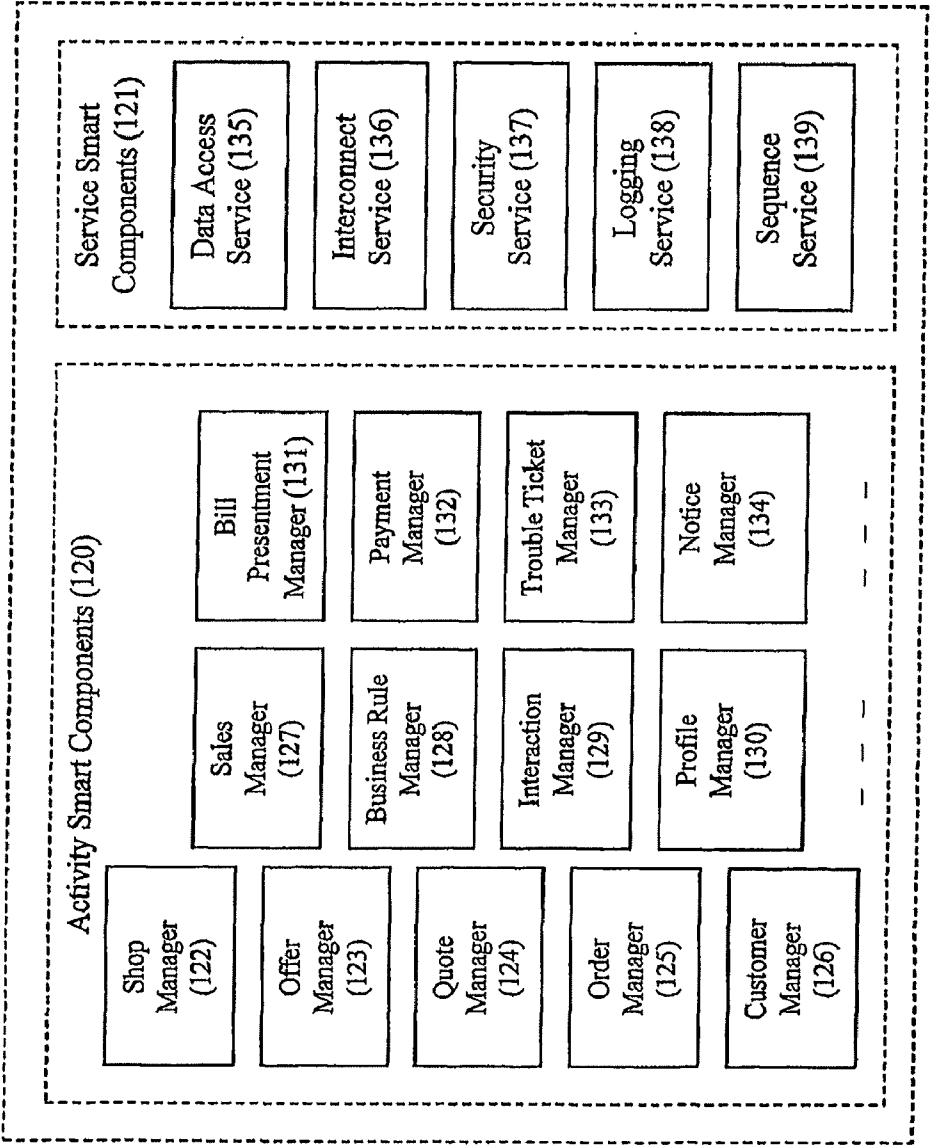 Activity Smart Components (120)
Shop
Manager
(122)
Offer
Manager
(123)
Quote
Manager
(124)
Order
Manager
(125)
Customer
Manager
(126)
Sales
Manager
(127)
Business Rule
Manager
(128)
Interaction
Manager
(129)
Profile
Manager
(130)
Bill
Presentment
Manager (131)
Payment
Manager
(132)
Trouble Ticket
Manager
(133)
Notice
Manager
(134)
Service Smart
Components (121)
Data Access
Service (135)
Interconnect
Service (136)
Security
Service (137)
Logging
Service (138)
Sequence
Service (139)